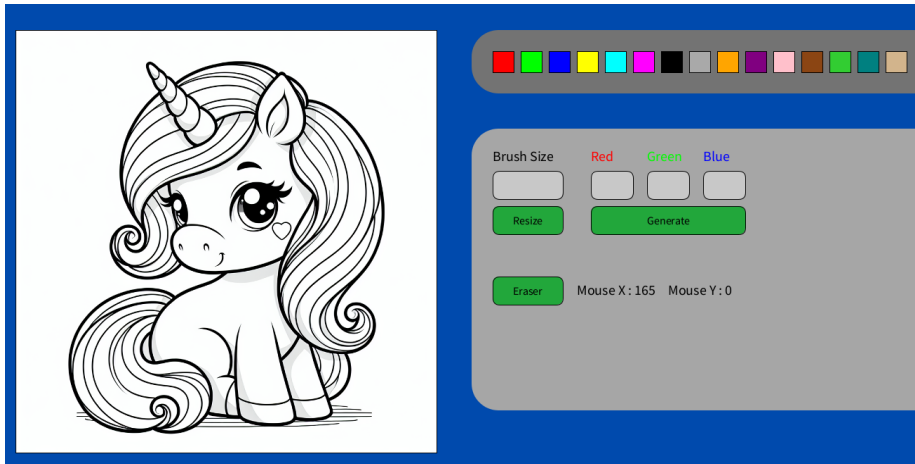 Brush Size Red Green Blue
Resize Generate
Eraser Mouse X : 165 Mouse Y : 0